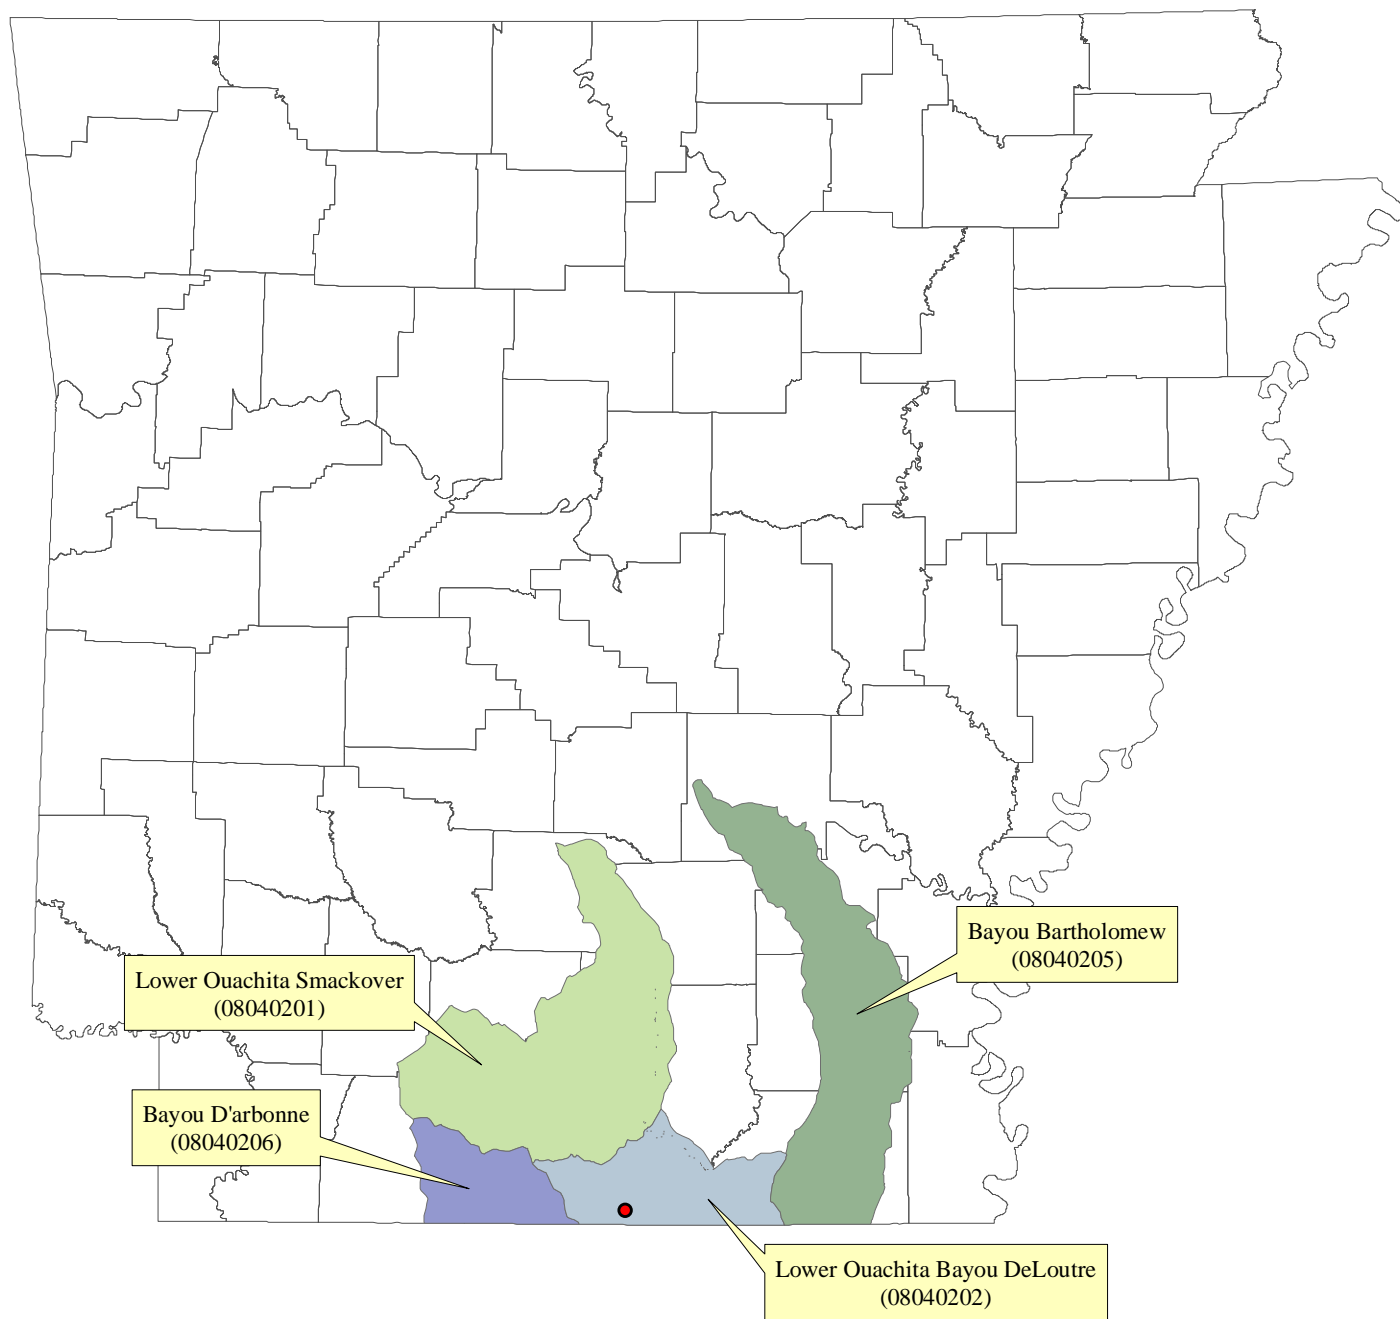 Bayou Bartholomew
(08040205)
Lower Ouachita Smackover
(08040201)
Bayou D'arbonne
(08040206)
Lower Ouachita Bayou DeLoutre
(08040202)